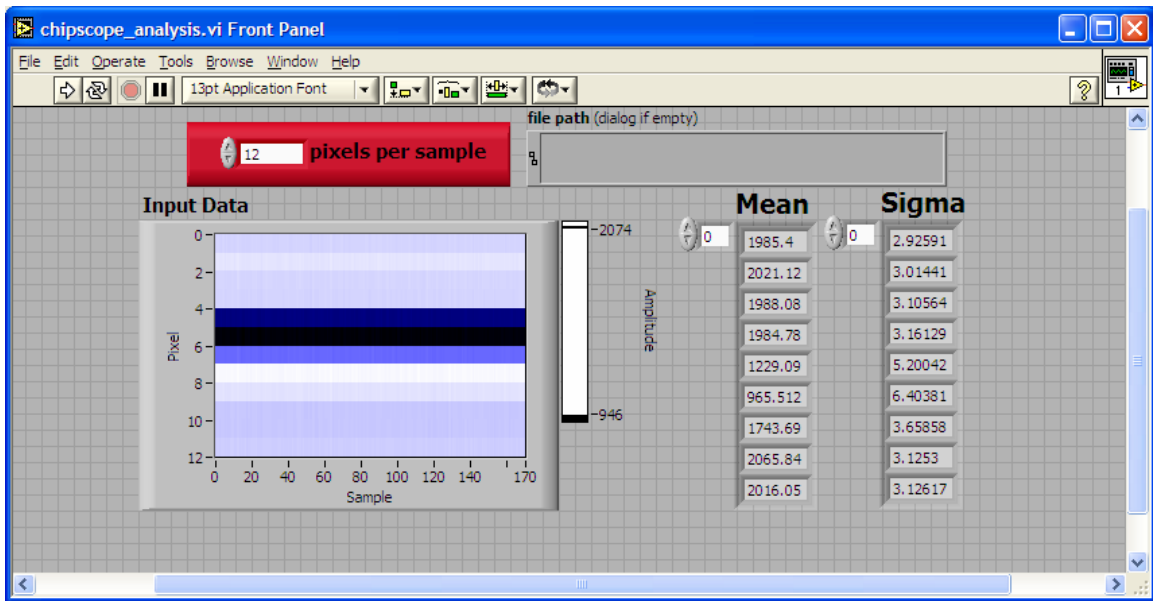 chipscope_analysis.vi Front Panel
File Edit Operate Tools Browse Window Help
13pt Application Font
?
1
file path (dialog if empty)
12 pixels per sample
Input Data
Mean Sigma
0
2
4
6
8
10
12
Pixel
0 20 40 60 80 100 120 140 170
Sample
2074
946
Amplitude
0
1985.4
2021.12
1988.08
1984.78
1229.09
965.512
1743.69
2065.84
2016.05
0
2.92591
3.01441
3.10564
3.16129
5.20042
6.40381
3.65858
3.1253
3.12617